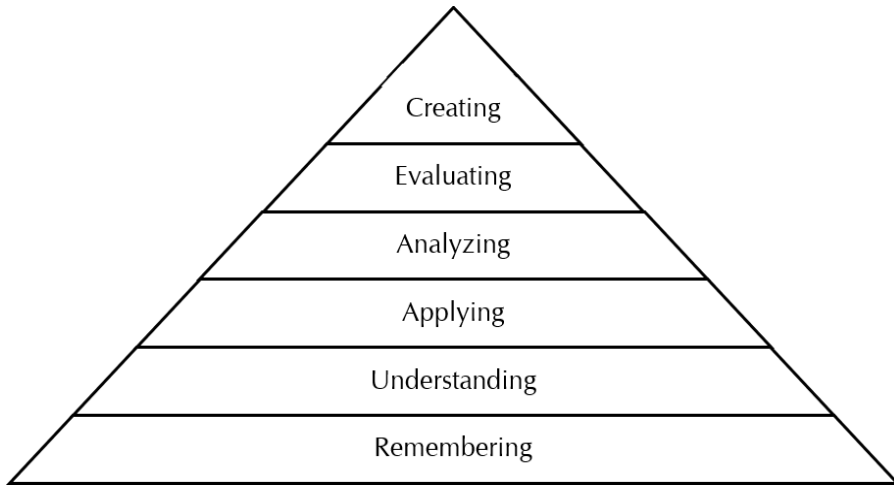 Creating
Evaluating
Analyzing
Applying
Understanding
Remembering